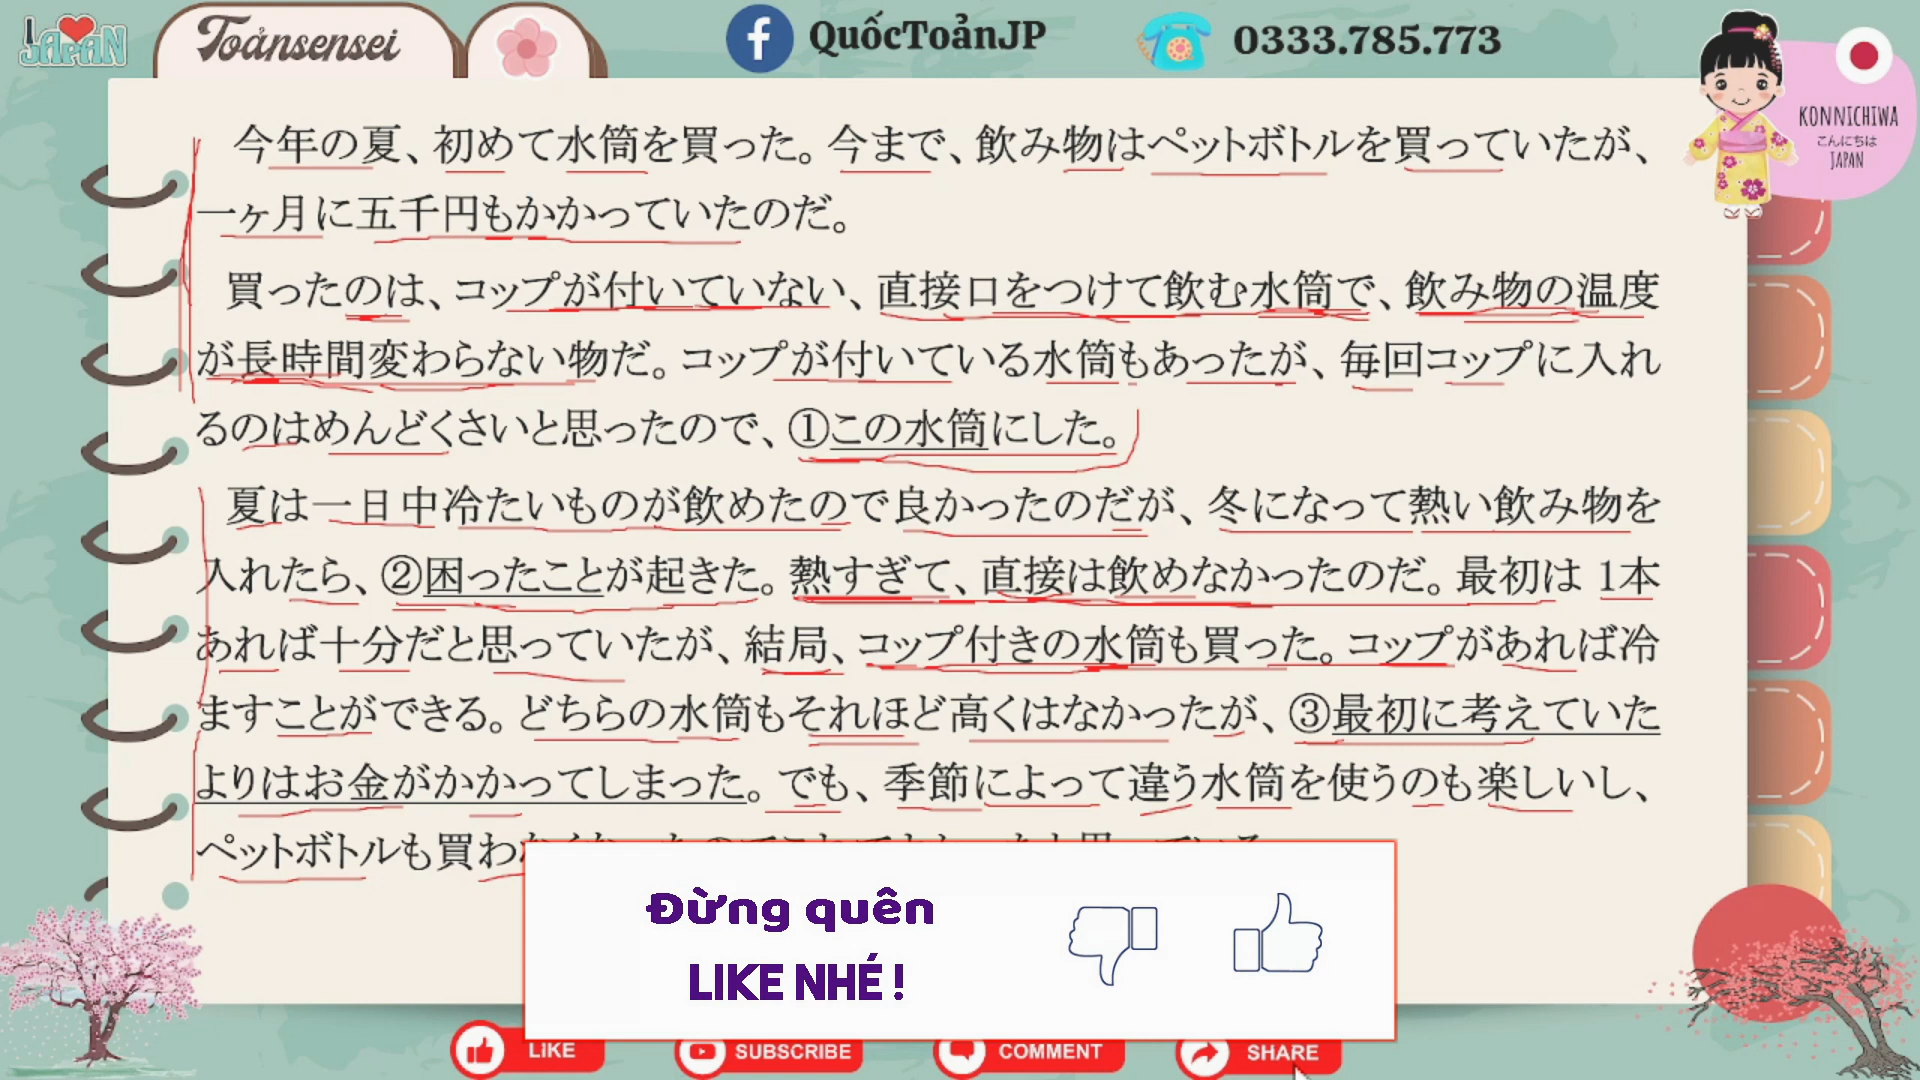 I JAPAN
Toảnsensei
QuốcToảnJP
0333.785.773
KONNICHIWA
こんにちは
JAPAN
今年の夏、初めて水筒を買った。今まで、飲み物はペットボトルを買っていたが、
一ヶ月に五千円もかかっていたのだ。
買ったのは、コップが付いていない、直接口をつけて飲む水筒で、飲み物の温度
が長時間変わらない物だ。コップが付いている水筒もあったが、毎回コップに入れ
るのはめんどくさいと思ったので、①この水筒にした。
夏は一日中冷たいものが飲めたので良かったのだが、冬になって熱い飲み物を
入れたら、②困ったことが起きた。熱すぎて、直接は飲めなかったのだ。最初は 1本
あれば十分だと思っていたが、結局、コップ付きの水筒も買った。コップがあれば冷
ますことができる。どちらの水筒もそれほど高くはなかったが、③最初に考えていた
よりはお金がかかってしまった。でも、季節によって違う水筒を使うのも楽しいし、
ペットボトルも買わ
Đừng quên
LIKE NHÉ !
LIKE
SUBSCRIBE
COMMENT
SHARE